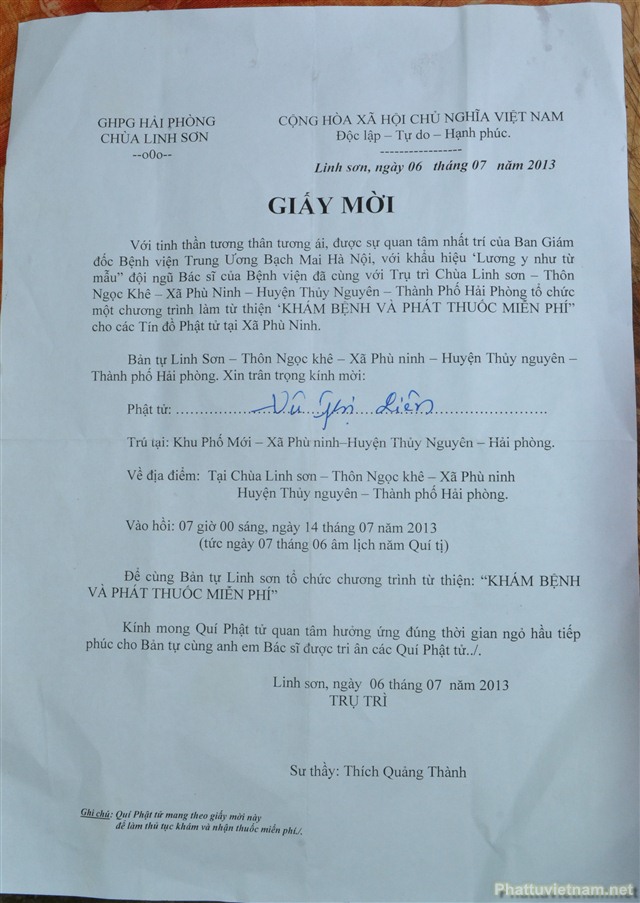 GHPG HẢI PHÒNG
CHÙA LINH SƠN
--o0o--
CỘNG HÒA XÃ HỘI CHỦ NGHĨA VIỆT NAM
Độc lập – Tự do – Hạnh phúc.
-----------------
Linh sơn, ngày 06 tháng 07 năm 2013
GIẤY MỜI
Với tinh thần tương thân tương ái, được sự quan tâm nhất trí của Ban Giám
đốc Bệnh viện Trung Ương Bạch Mai Hà Nội, với khẩu hiệu ‘Lương y như từ
mẫu” đội ngũ Bác sĩ của Bệnh viện đã cùng với Trụ trì Chùa Linh sơn – Thôn
Ngọc Khê – Xã Phù Ninh – Huyện Thủy Nguyên – Thành Phố Hải Phòng tổ chức
một chương trình làm từ thiện ‘KHÁM BỆNH VÀ PHÁT THUỐC MIỄN PHÍ”
cho các Tín đồ Phật tử tại Xã Phù Ninh.
Bản tự Linh Sơn – Thôn Ngọc khê – Xã Phù ninh – Huyện Thủy nguyên –
Thành phố Hải phòng. Xin trân trọng kính mời:
Phật tử: Vũ Thị Liên
Trú tại: Khu Phố Mới – Xã Phù ninh–Huyện Thủy Nguyên – Hải phòng.
Về địa điểm: Tại Chùa Linh sơn – Thôn Ngọc khê – Xã Phù ninh
Huyện Thủy nguyên – Thành phố Hải phòng.
Vào hồi: 07 giờ 00 sáng, ngày 14 tháng 07 năm 2013
(tức ngày 07 tháng 06 âm lịch năm Quí tị)
Để cùng Bản tự Linh sơn tổ chức chương trình từ thiện: “KHÁM BỆNH
VÀ PHÁT THUỐC MIỄN PHÍ”
Kính mong Quí Phật tử quan tâm hưởng ứng đúng thời gian ngỏ hầu tiếp
phúc cho Bản tự cùng anh em Bác sĩ được tri ân các Quí Phật tử../.
Linh sơn, ngày 06 tháng 07 năm 2013
TRỤ TRÌ
Sư thầy: Thích Quảng Thành
Ghi chú: Quí Phật tử mang theo giấy mời này
để làm thủ tục khám và nhận thuốc miễn phí./.
Phattuvietnam.net